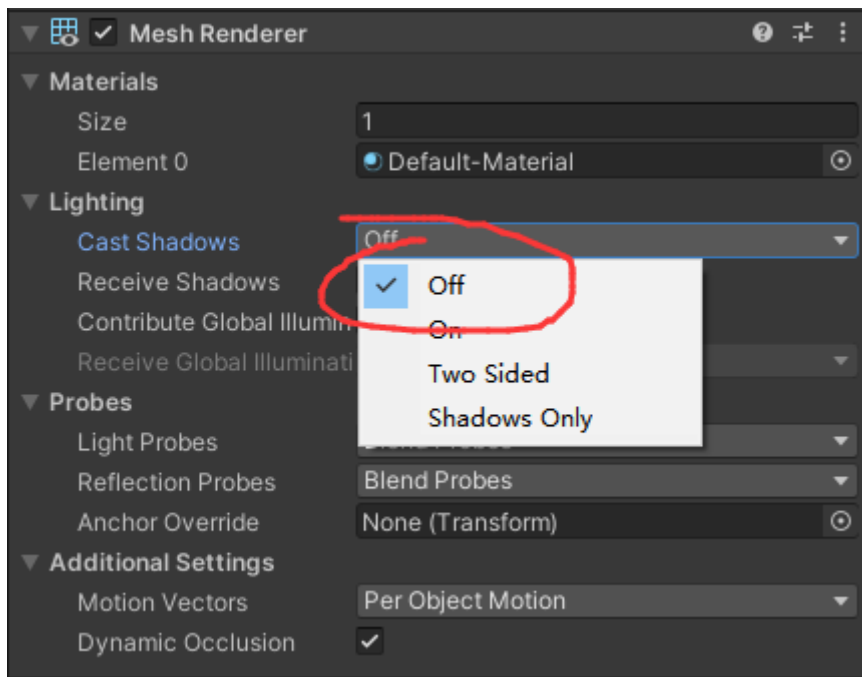 Mesh Renderer
Materials
Size 1
Element 0 Default-Material
Lighting
Cast Shadows Off
Receive Shadows Off
Contribute Global Illumin On
Receive Global Illuminati Two Sided
Shadows Only
Probes
Light Probes Blend Probes
Reflection Probes Blend Probes
Anchor Override None (Transform)
Additional Settings
Motion Vectors Per Object Motion
Dynamic Occlusion